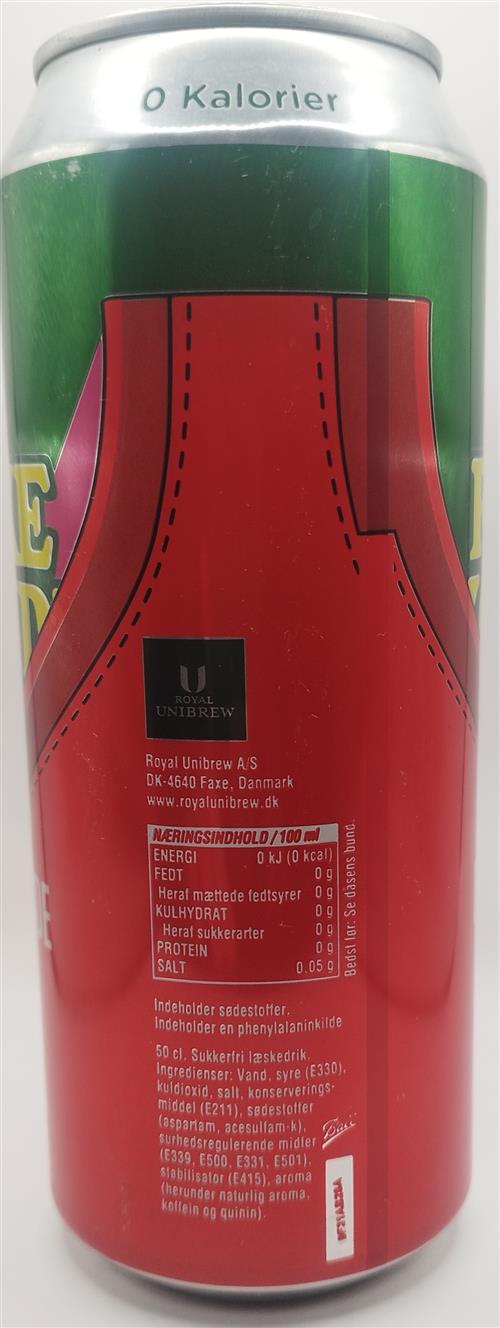 0 Kalorier
U
ROYAL
UNIBREW
Royal Unibrew A/S
DK-4640 Faxe, Danmark
www.royalunibrew.dk
NÆRINGSINDHOLD / 100 ml
ENERGI 0 kJ (0 kcal)
FEDT 0 g
Heraf mættede fedtsyrer 0 g
KULHYDRAT 0 g
Heraf sukkerarter 0 g
PROTEIN 0 g
SALT 0,05 g
Bedst før: Se dåsens bund.
Indeholder sødestoffer.
Indeholder en phenylalaninkilde
50 cl. Sukkerfri læskedrik.
Ingredienser: Vand, syre (E330),
kuldioxid, salt, konserverings-
middel (E211), sødestoffer
(aspartam, acesulfam-k),
surhedsregulerende midler
(E339, E500, E331, E501),
stabilisator (E415), aroma
(herunder naturlig aroma,
koffein og quinin).
Ball